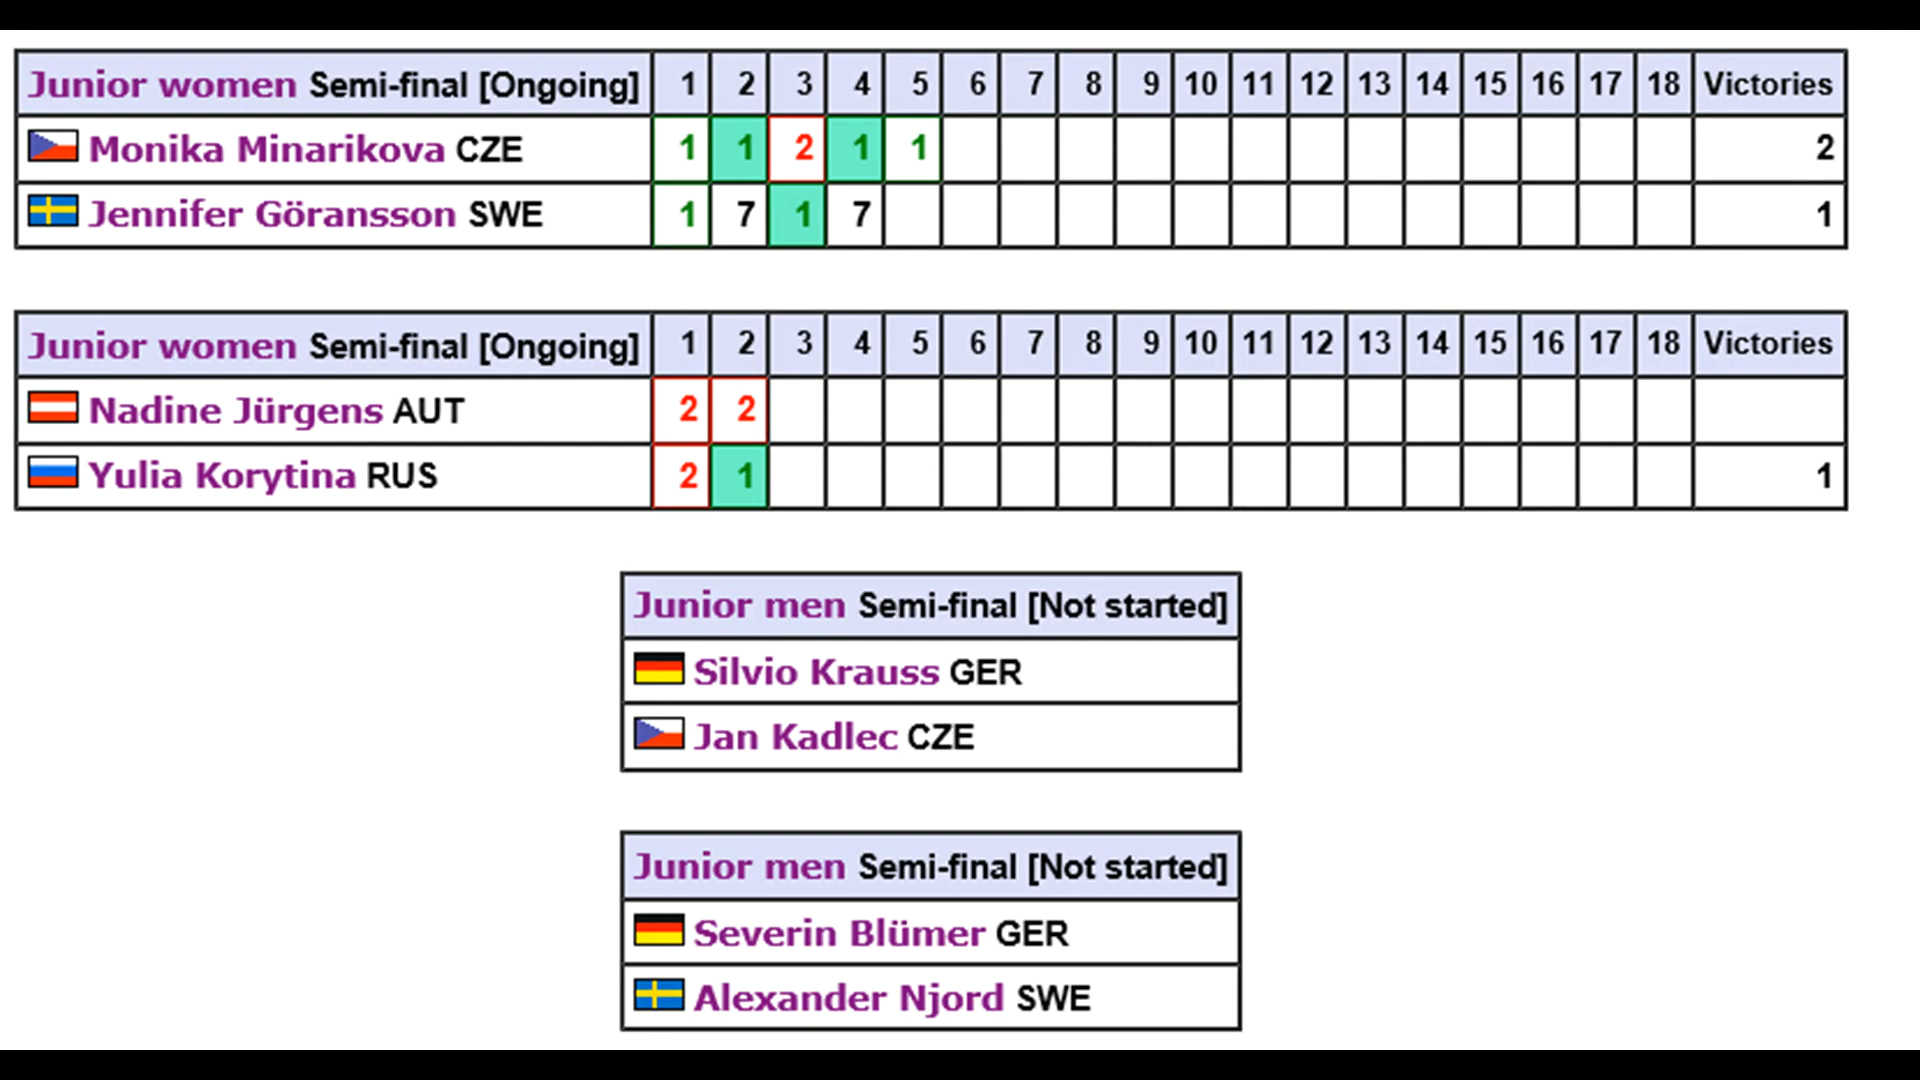 Junior women Semi-final [Ongoing] 1 2 3 4 5 6 7 8 9 10 11 12 13 14 15 16 17 18 Victories
Monika Minarikova CZE 1 1 2 1 1 2
Jennifer Göransson SWE 1 7 1 7 1
Junior women Semi-final [Ongoing] 1 2 3 4 5 6 7 8 9 10 11 12 13 14 15 16 17 18 Victories
Nadine Jürgens AUT 2 2
Yulia Korytina RUS 2 1 1
Junior men Semi-final [Not started]
Silvio Krauss GER
Jan Kadlec CZE
Junior men Semi-final [Not started]
Severin Blümer GER
Alexander Njord SWE